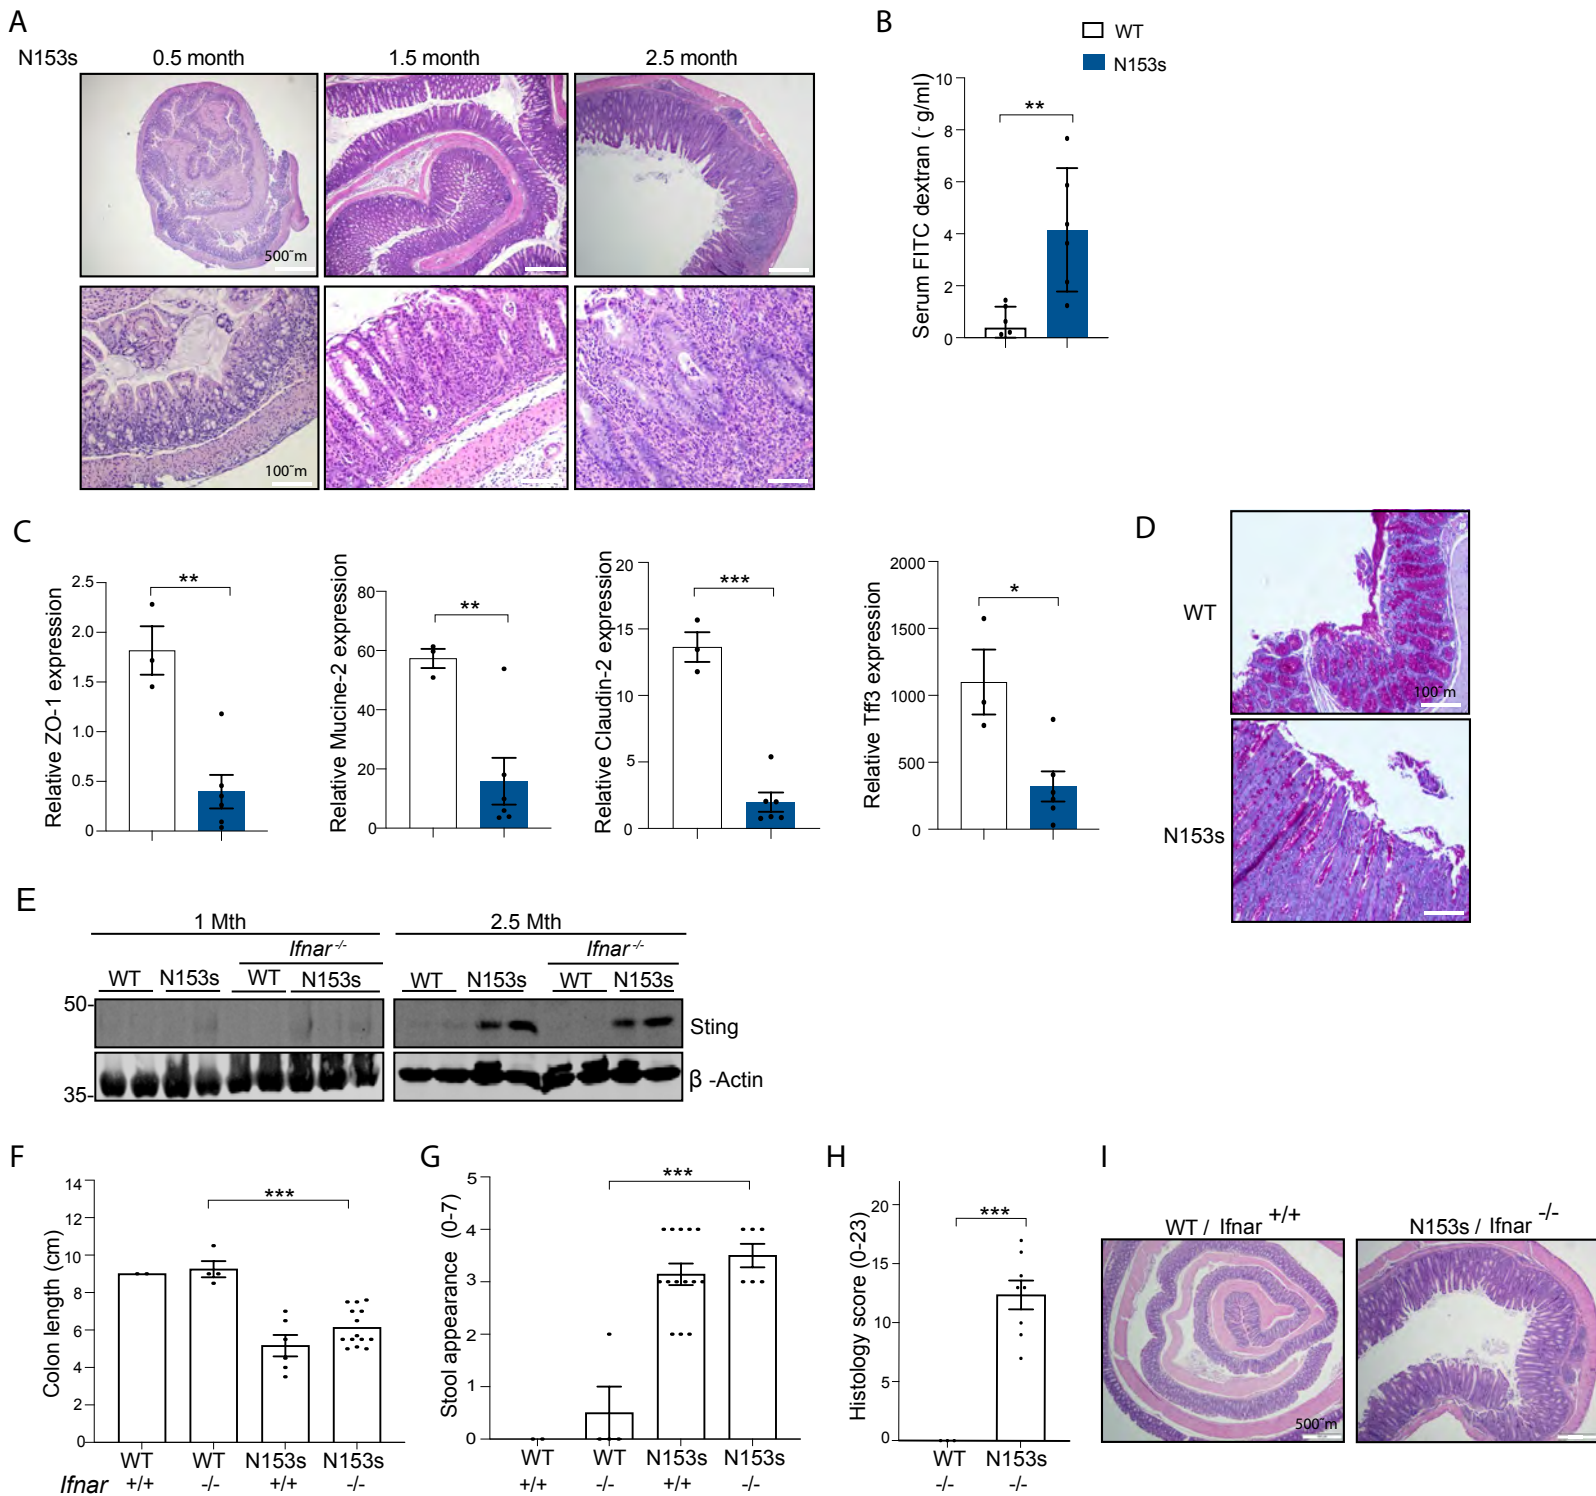 A
N153s
0.5 month
1.5 month
2.5 month
500˜m
100˜m
B
WT
N153s
Serum FITC dextran (˜g/ml)
10
8
6
4
2
0
**
C
Relative ZO-1 expression
2.5
2.0
1.5
1.0
0.5
0
**
Relative Mucine-2 expression
80
60
40
20
0
**
Relative Claudin-2 expression
20
15
10
5
0
***
Relative Tff3 expression
2000
1500
1000
500
0
*
D
WT
100˜m
N153s
E
1 Mth
2.5 Mth
Ifnar -/-
Ifnar -/-
WT N153s WT N153s
WT N153s WT N153s
50-
Sting
35-
β -Actin
F
Colon length (cm)
14
12
10
8
6
4
2
0
***
WT WT N153s N153s
Ifnar +/+ -/- +/+ -/-
G
Stool appearance (0-7)
5
4
3
2
1
0
***
WT WT N153s N153s
+/+ -/- +/+ -/-
H
Histology score (0-23)
20
15
10
5
0
***
WT N153s
-/- -/-
I
WT / Ifnar +/+
N153s / Ifnar -/-
500˜m